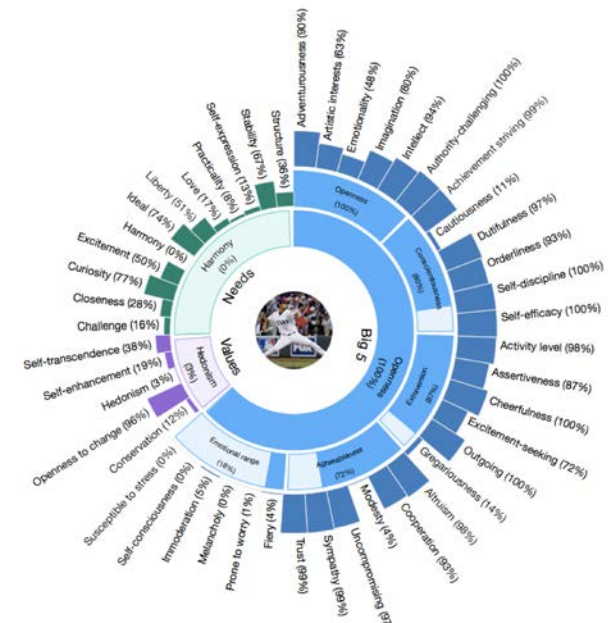 Adventurousness (90%)
Artistic interests (63%)
Emotionality (48%)
Imagination (80%)
Intellect (94%)
Authority-challenging (100%)
Achievement striving (99%)
Cautiousness (11%)
Dutifulness (97%)
Orderliness (93%)
Self-discipline (100%)
Self-efficacy (100%)
Activity level (98%)
Assertiveness (87%)
Cheerfulness (100%)
Excitement-seeking (72%)
Outgoing (100%)
Gregariousness (14%)
Altruism (98%)
Cooperation (93%)
Modesty (4%)
Uncompromising (97
Sympathy (99%)
Trust (99%)
Fiery (4%)
Prone to worry (1%)
Melancholy (0%)
Immoderation (5%)
Self-consciousness (0%)
Susceptible to stress (0%)
Conservation (12%)
Openness to change (96%)
Hedonism (3%)
Self-enhancement (19%)
Self-transcendence (38%)
Challenge (16%)
Closeness (28%)
Curiosity (77%)
Excitement (50%)
Harmony (0%)
Ideal (74%)
Liberty (51%)
Love (17%)
Practicality (8%)
Self-expression (13%)
Stability (67%)
Structure (36%)
Openness
(100%)
Conscientiousness
(80%)
Extraversion
(87%)
Agreeableness
(72%)
Emotional range
(16%)
Hedonism
(3%)
Harmony
(0%)
Needs
Values
Big 5
Openness
(100%)